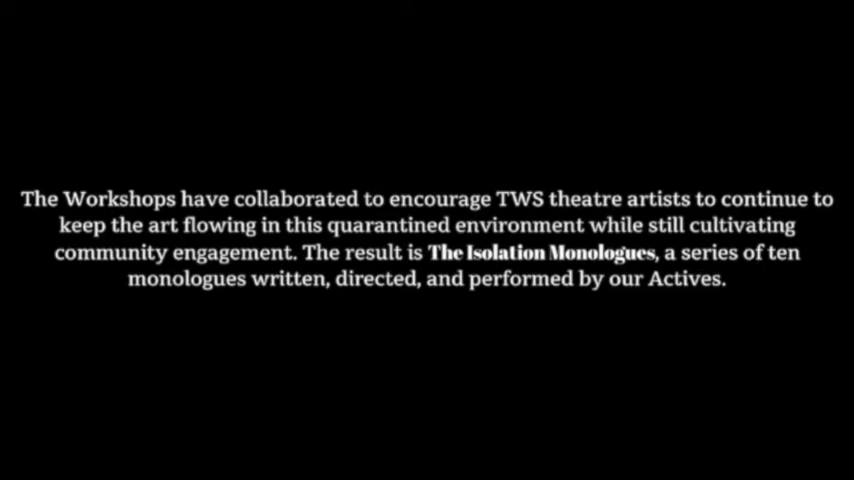 The Workshops have collaborated to encourage TWS theatre artists to continue to
keep the art flowing in this quarantined environment while still cultivating
community engagement. The result is The Isolation Monologues, a series of ten
monologues written, directed, and performed by our Actives.